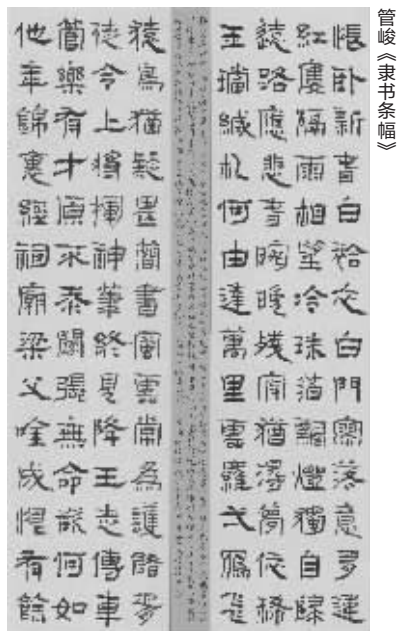 管峻《隶书条幅》
悵卧新春白袷衣白門寥落意多違
紅樓隔雨相望冷珠箔飄燈獨自歸
遠路應悲春晼晚殘宵猶得夢依稀
玉璫緘札何由達萬里雲羅弌鴈飛
猿鳥猶疑畏簡書風雲常為護儲胥
徒令上將揮神筆終見降王走傳車
管樂有才原不忝關張無命欲何如
他年錦裏經祠廟梁父吟成恨有餘